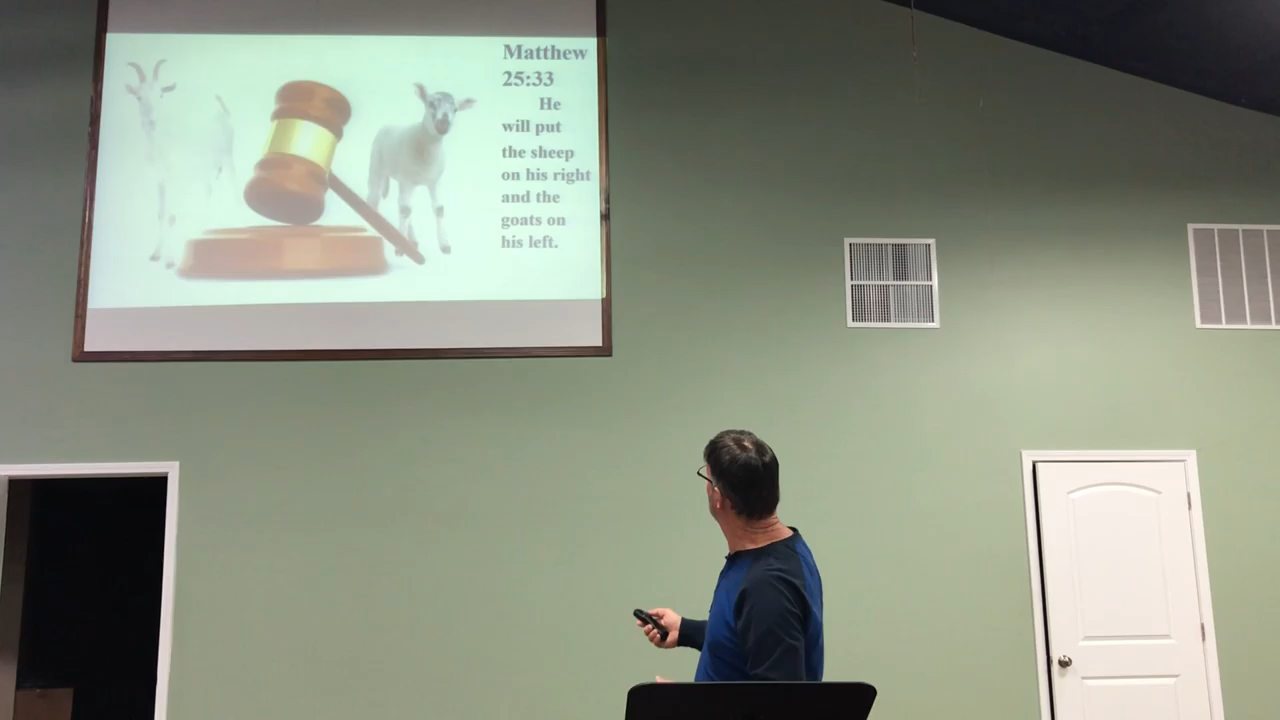 Matthew
25:33
He
will put
the sheep
on his right
and the
goats on
his left.